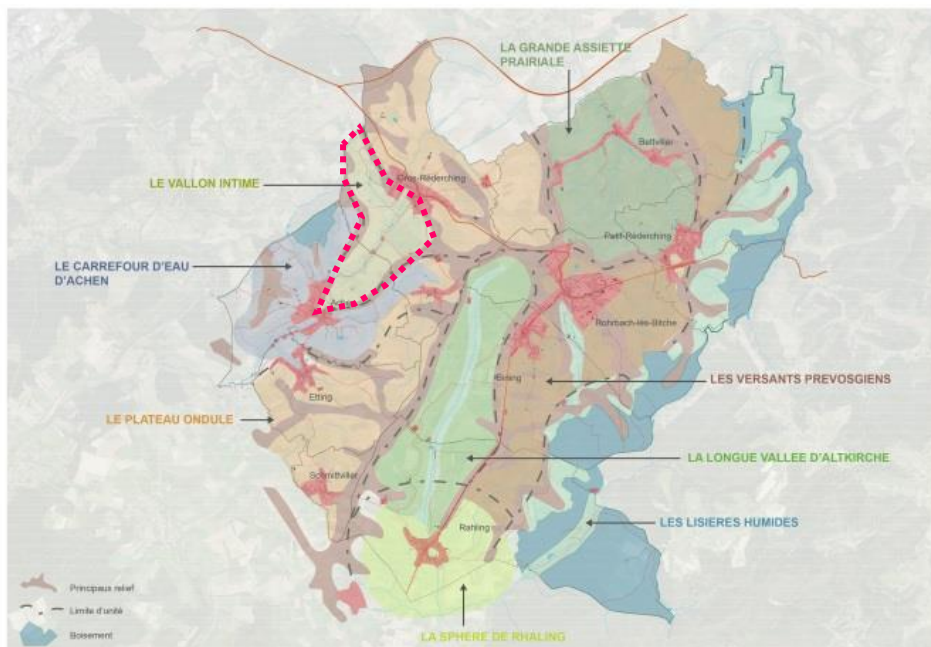 LA GRANDE ASSIETTE
PRAIRIALE
Bettviller
LE VALLON INTIME
Gros-Réderching
Petit-Réderching
LE CARREFOUR D'EAU
D'ACHEN
Achen
Rohrbach-lès-Bitche
Bining
LES VERSANTS PREVOSGIENS
Etting
LE PLATEAU ONDULE
LA LONGUE VALLEE D'ALTKIRCHE
Schmittviller
LES LISIERES HUMIDES
Rahling
Principaux relief
Limite d'unité
Boisement
LA SPHERE DE RHALING